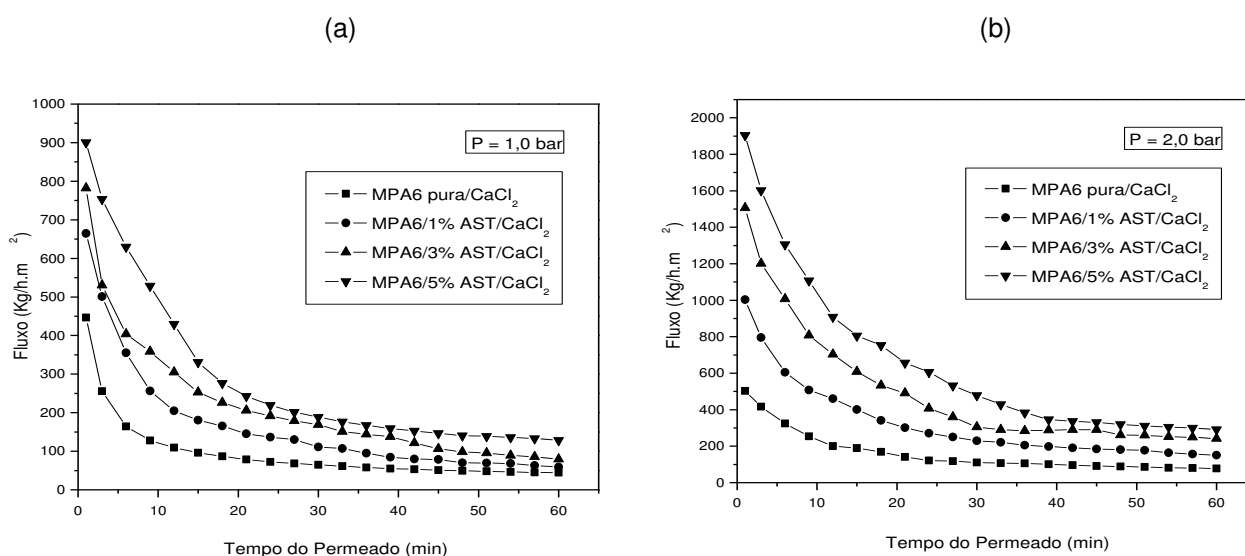 (a)
(b)
1000
900
800
700
600
500
400
300
200
100
0
Fluxo (Kg/h.m²)
P = 1,0 bar
MPA6 pura/CaCl₂
MPA6/1% AST/CaCl₂
MPA6/3% AST/CaCl₂
MPA6/5% AST/CaCl₂
0 10 20 30 40 50 60
Tempo do Permeado (min)
2000
1800
1600
1400
1200
1000
800
600
400
200
0
Fluxo (Kg/h.m²)
P = 2,0 bar
MPA6 pura/CaCl₂
MPA6/1% AST/CaCl₂
MPA6/3% AST/CaCl₂
MPA6/5% AST/CaCl₂
0 10 20 30 40 50 60
Tempo do Permeado (min)